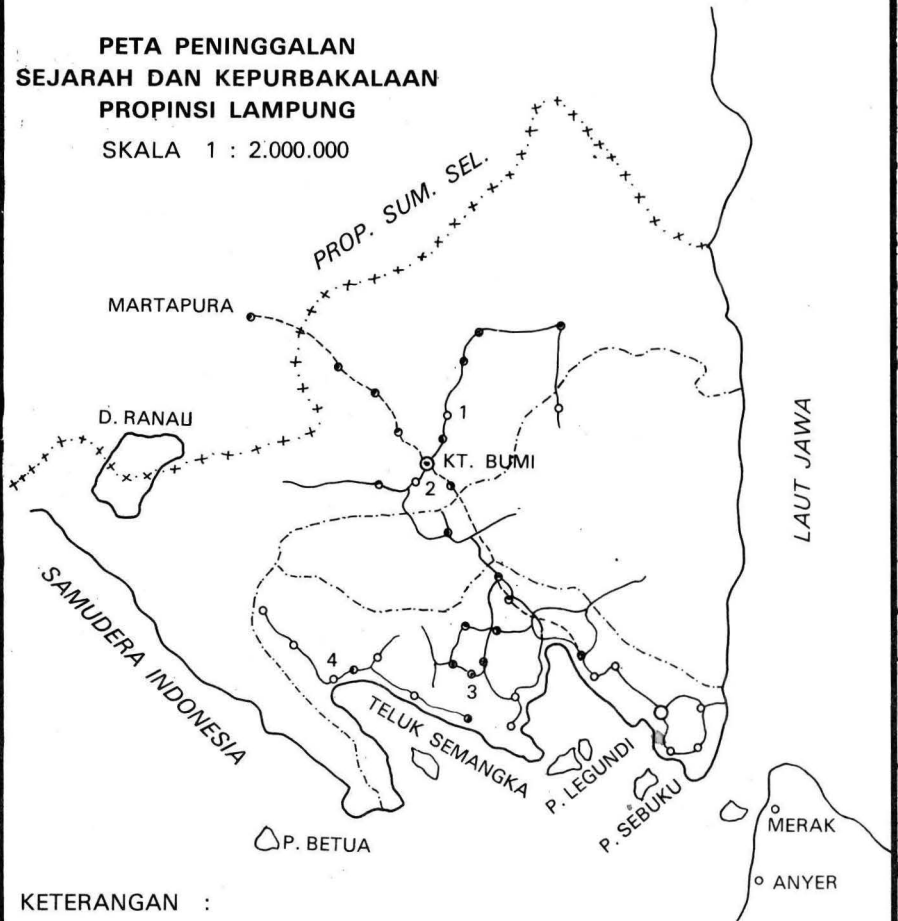 PETA PENINGGALAN
SEJARAH DAN KEPURBAKALAAN
PROPINSI LAMPUNG
SKALA 1 : 2.000.000
PROP. SUM. SEL.
MARTAPURA
D. RANAU
1
KT. BUMI
2
LAUT JAWA
SAMUDERA INDONESIA
4
3
TELUK SEMANGKA
P. LEGUNDI
P. SEBUKU
MERAK
P. BETUA
ANYER
KETERANGAN :